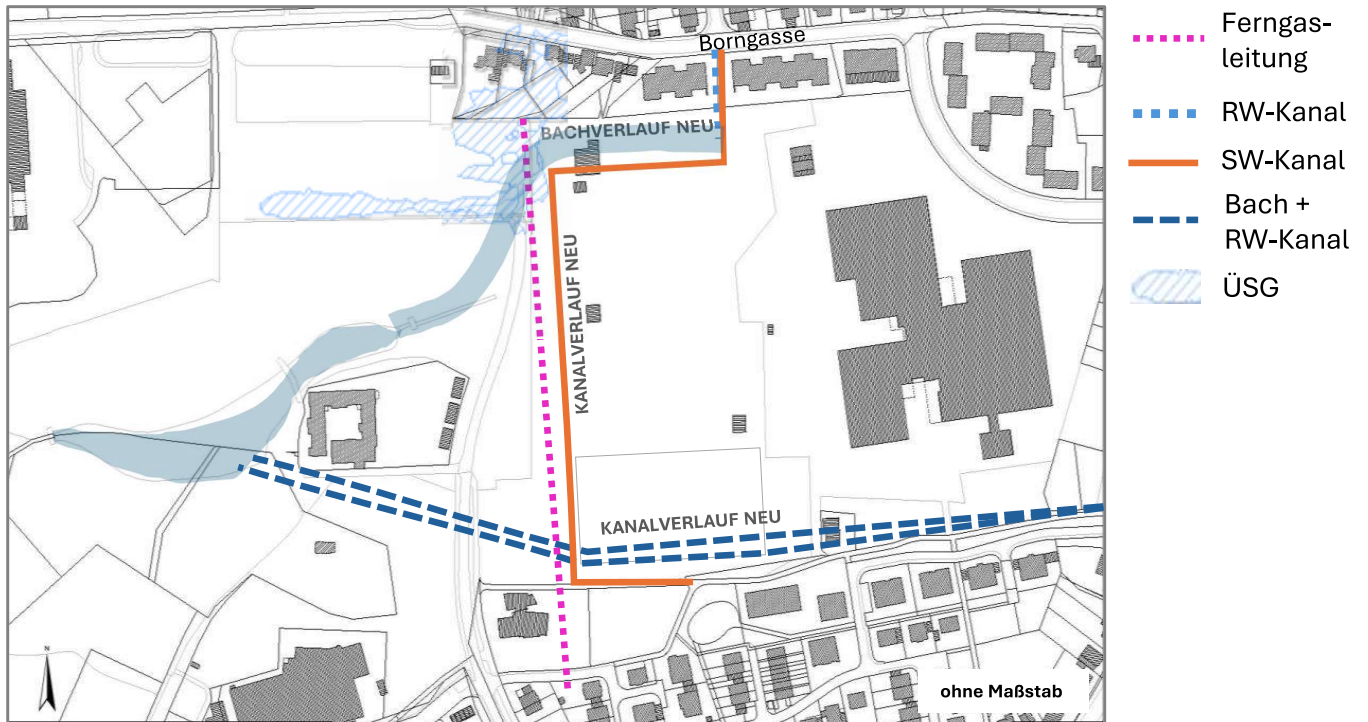 Borngasse
BACHVERLAUF NEU
KANALVERLAUF NEU
KANALVERLAUF NEU
N
ohne Maßstab
Ferngas-
leitung
RW-Kanal
SW-Kanal
Bach +
RW-Kanal
ÜSG